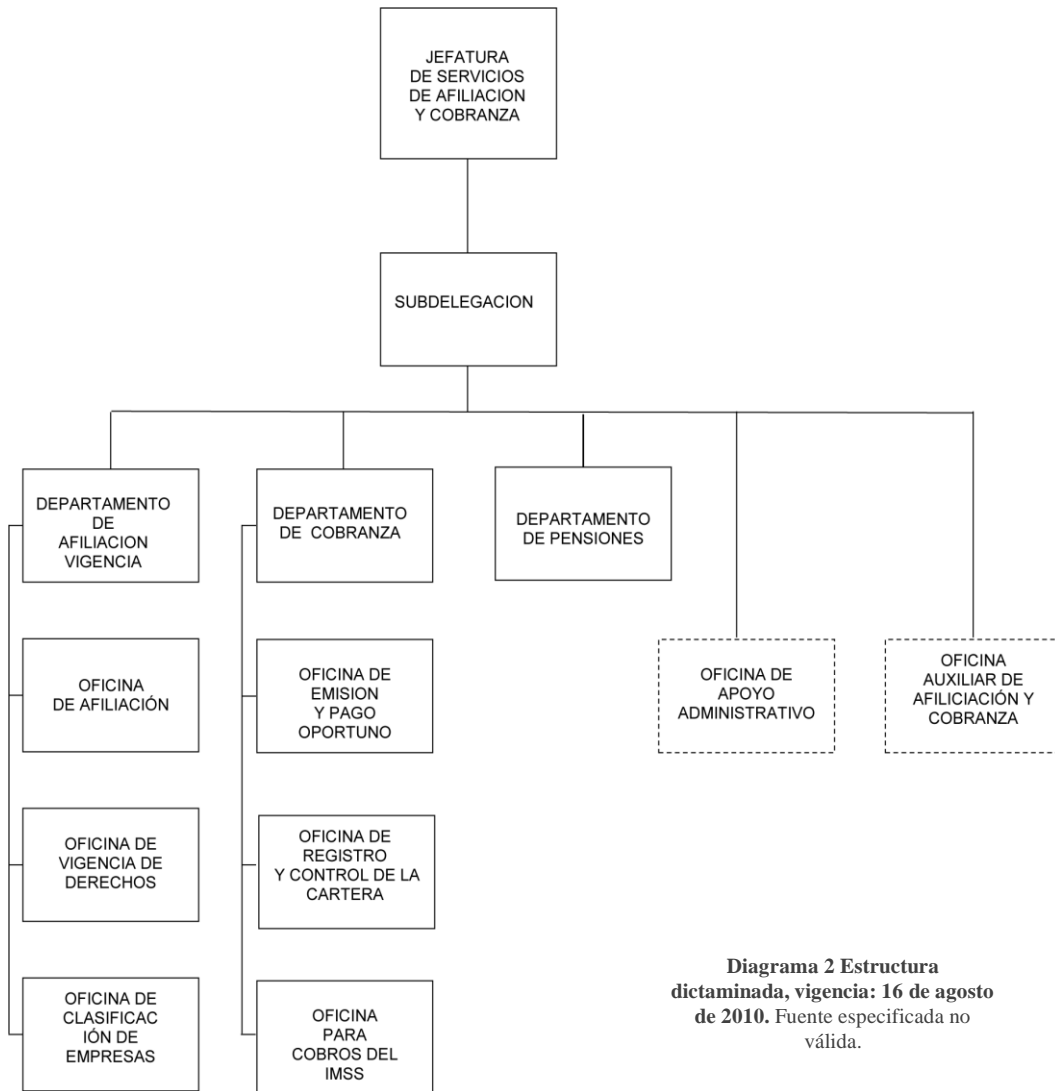 JEFATURA
DE SERVICIOS
DE AFILIACION
Y COBRANZA
SUBDELEGACION
DEPARTAMENTO
DE
AFILIACION
VIGENCIA
DEPARTAMENTO
DE COBRANZA
DEPARTAMENTO
DE PENSIONES
OFICINA
DE AFILIACIÓN
OFICINA DE
EMISION
Y PAGO
OPORTUNO
OFICINA DE
APOYO
ADMINISTRATIVO
OFICINA
AUXILIAR DE
AFILICIACIÓN Y
COBRANZA
OFICINA DE
VIGENCIA DE
DERECHOS
OFICINA DE
REGISTRO
Y CONTROL DE LA
CARTERA
OFICINA DE
CLASIFICAC
IÓN DE
EMPRESAS
OFICINA
PARA
COBROS DEL
IMSS
Diagrama 2 Estructura
dictaminada, vigencia: 16 de agosto
de 2010. Fuente especificada no
válida.